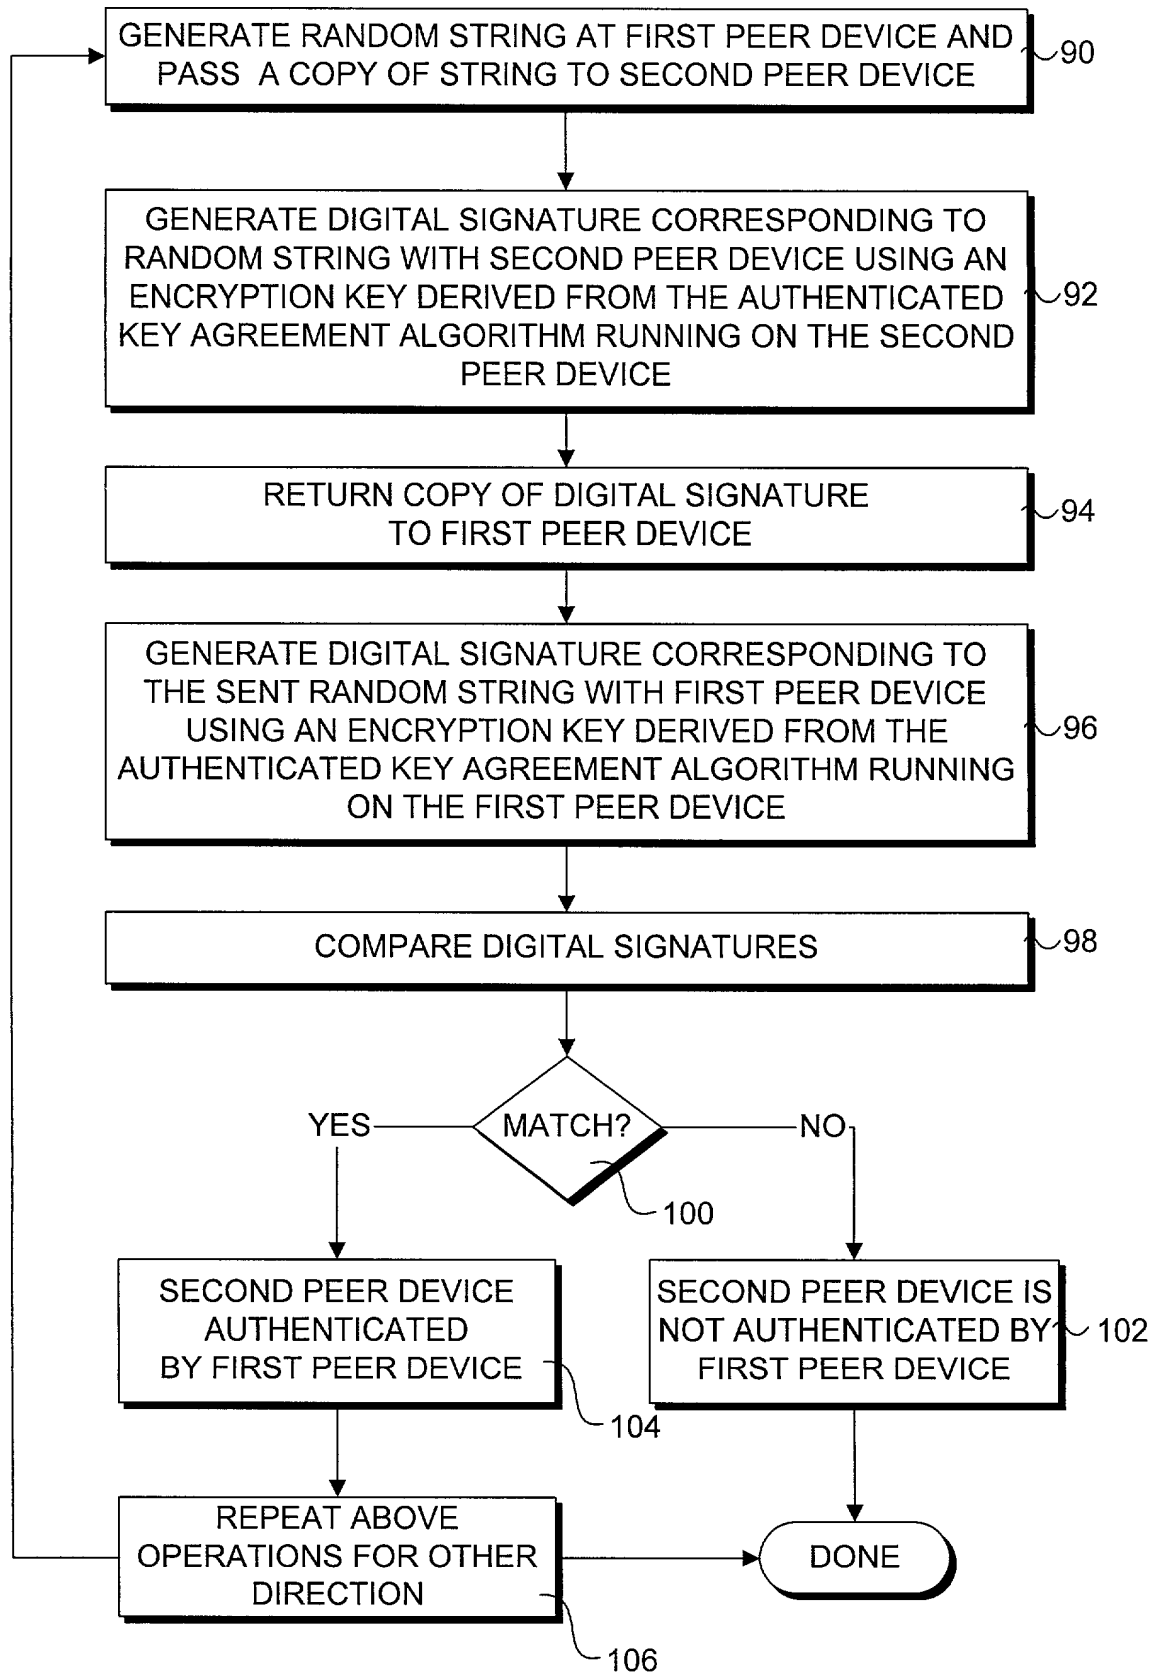 GENERATE RANDOM STRING AT FIRST PEER DEVICE AND
PASS A COPY OF STRING TO SECOND PEER DEVICE
90
GENERATE DIGITAL SIGNATURE CORRESPONDING TO
RANDOM STRING WITH SECOND PEER DEVICE USING AN
ENCRYPTION KEY DERIVED FROM THE AUTHENTICATED
KEY AGREEMENT ALGORITHM RUNNING ON THE SECOND
PEER DEVICE
92
RETURN COPY OF DIGITAL SIGNATURE
TO FIRST PEER DEVICE
94
GENERATE DIGITAL SIGNATURE CORRESPONDING TO
THE SENT RANDOM STRING WITH FIRST PEER DEVICE
USING AN ENCRYPTION KEY DERIVED FROM THE
AUTHENTICATED KEY AGREEMENT ALGORITHM RUNNING
ON THE FIRST PEER DEVICE
96
COMPARE DIGITAL SIGNATURES
98
YES
MATCH?
NO
100
SECOND PEER DEVICE
AUTHENTICATED
BY FIRST PEER DEVICE
104
SECOND PEER DEVICE IS
NOT AUTHENTICATED BY
FIRST PEER DEVICE
102
REPEAT ABOVE
OPERATIONS FOR OTHER
DIRECTION
106
DONE